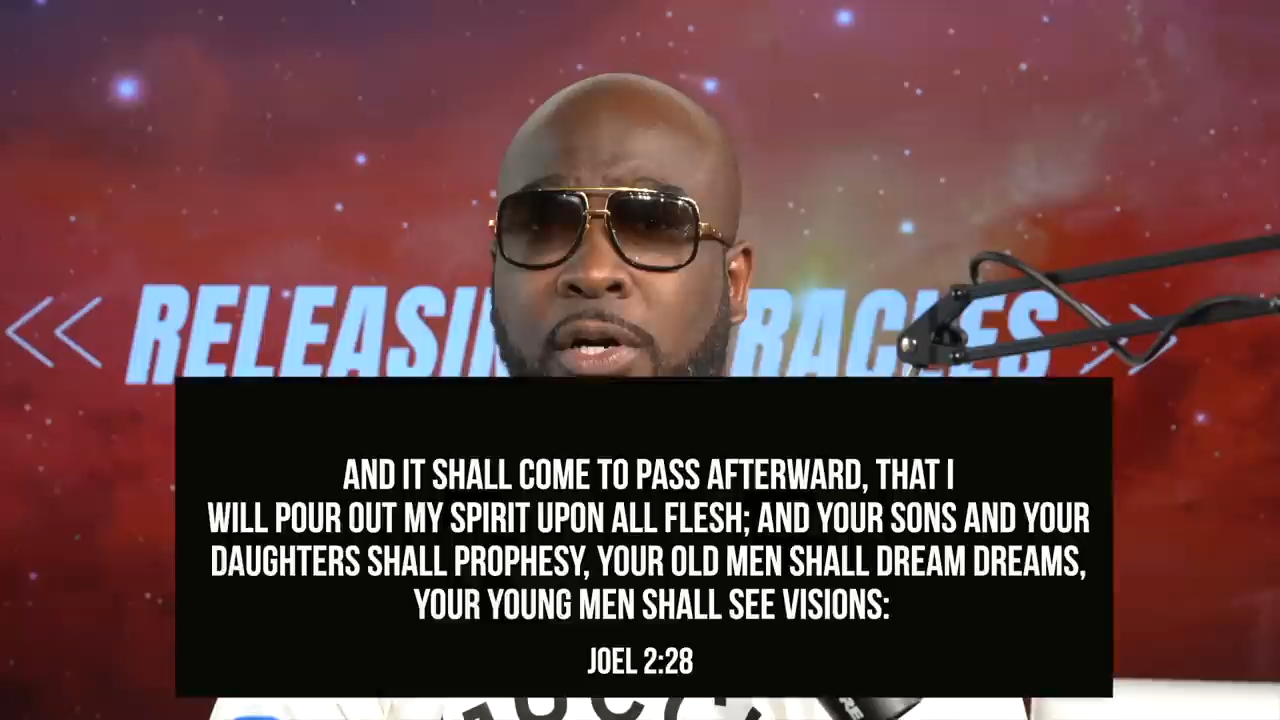 << RELEASI RACLES >>
AND IT SHALL COME TO PASS AFTERWARD, THAT I
WILL POUR OUT MY SPIRIT UPON ALL FLESH; AND YOUR SONS AND YOUR
DAUGHTERS SHALL PROPHESY, YOUR OLD MEN SHALL DREAM DREAMS,
YOUR YOUNG MEN SHALL SEE VISIONS:
JOEL 2:28